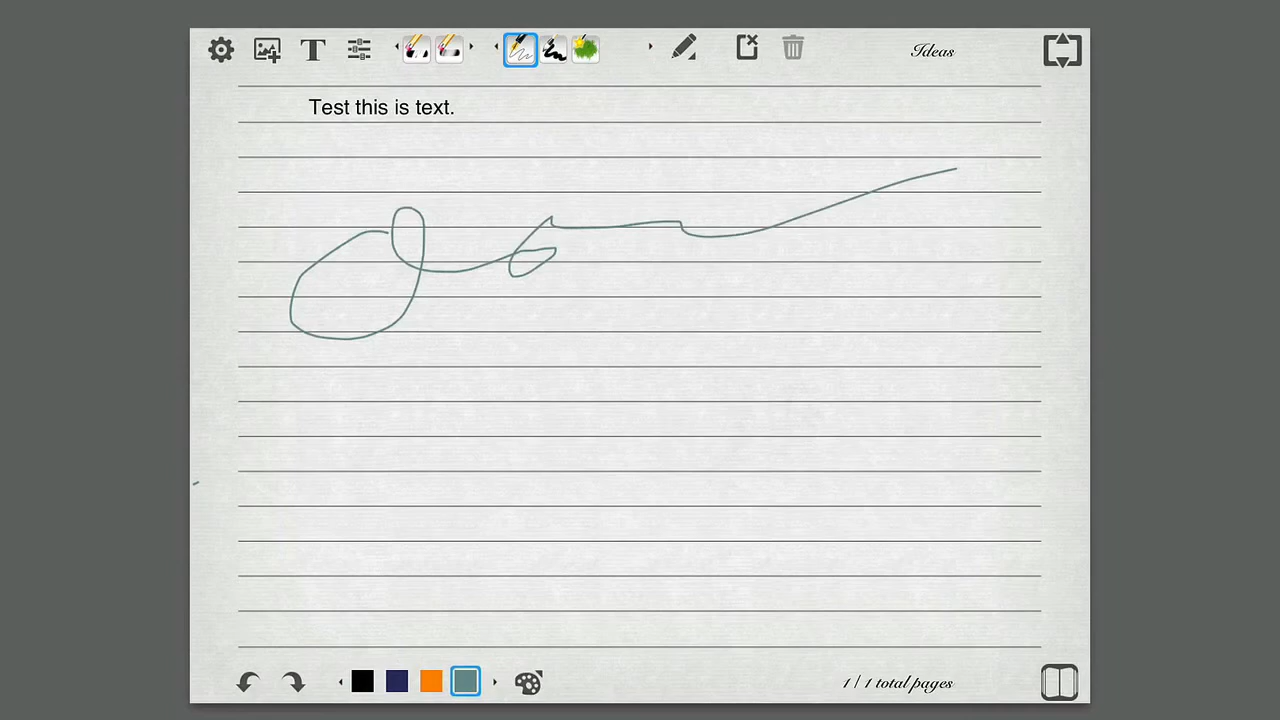 T
Ideas
Test this is text.
1 / 1 total pages